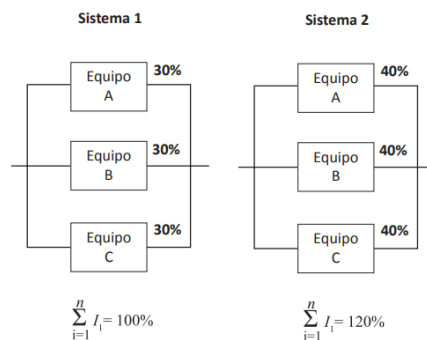 Sistema 1
Equipo
A
30%
Equipo
B
30%
Equipo
C
30%
n
∑ I₁ = 100%
i=1
Sistema 2
Equipo
A
40%
Equipo
B
40%
Equipo
C
40%
n
∑ I₁ = 120%
i=1